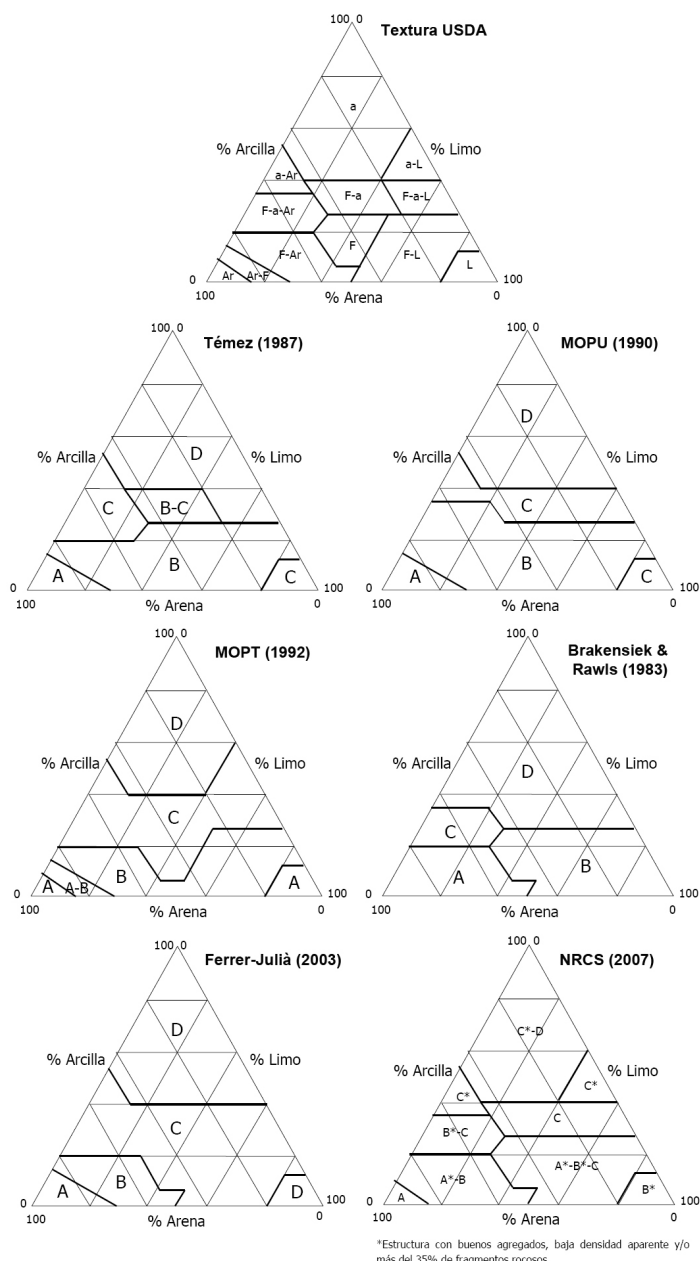 100 0
Textura USDA
a
% Arcilla
% Limo
a-Ar
a-L
F-a
F-a-L
F-a-Ar
F-Ar
F
F-L
Ar
Ar-F
L
0
100
100
0
% Arena
100 0
Témez (1987)
D
% Arcilla
% Limo
C
B-C
B
A
C
0
100
100
0
% Arena
100 0
MOPU (1990)
D
% Arcilla
% Limo
C
B
A
C
0
100
100
0
% Arena
100 0
MOPT (1992)
D
% Arcilla
% Limo
C
B
A
A-B
A
0
100
100
0
% Arena
100 0
Brakensiek &
Rawls (1983)
D
% Arcilla
% Limo
C
A
B
0
100
100
0
% Arena
100 0
Ferrer-Julià (2003)
D
% Arcilla
% Limo
C
A
B
D
0
100
100
0
% Arena
100 0
NRCS (2007)
C*-D
% Arcilla
% Limo
C*
C*
C
B*-C
A*-B*-C
A*-B
A
B*
0
100
100
0
% Arena
*Estructura con buenos agregados, baja densidad aparente y/o
más del 35% de fragmentos rocosos